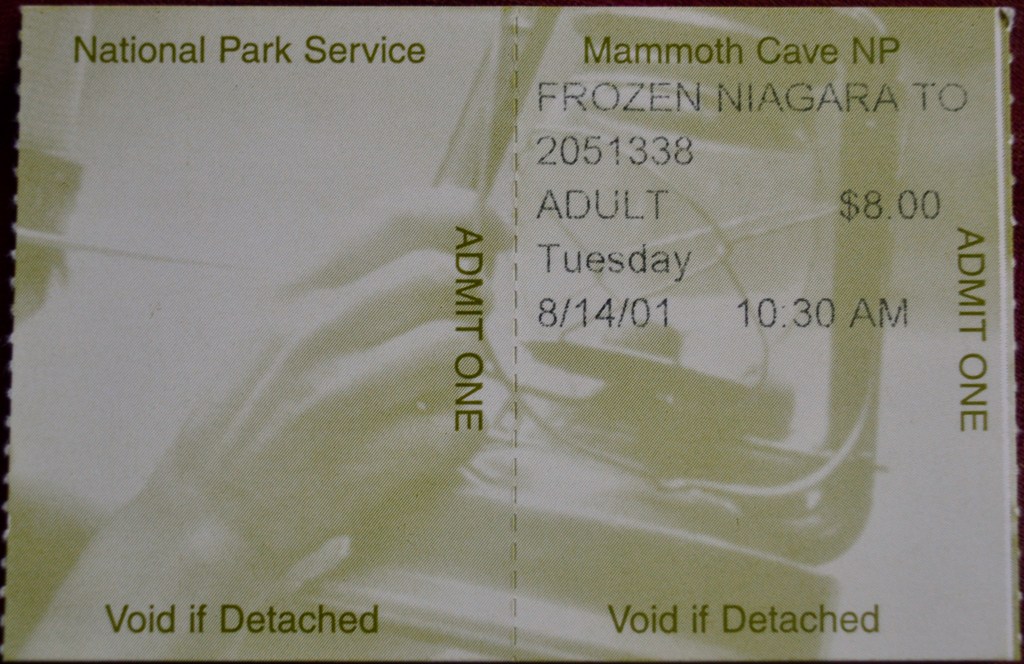 National Park Service
ADMIT ONE
Void if Detached
Mammoth Cave NP
FROZEN NIAGARA TO
2051338
ADULT $8.00
Tuesday
8/14/01 10:30 AM
ADMIT ONE
Void if Detached